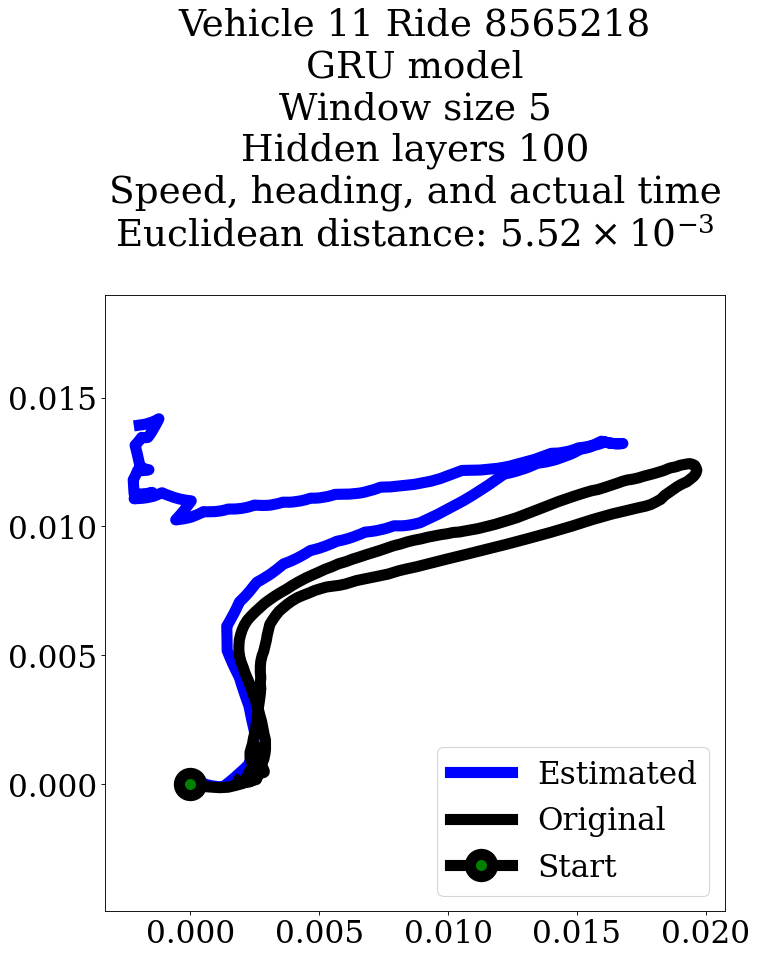 Vehicle 11 Ride 8565218
GRU model
Window size 5
Hidden layers 100
Speed, heading, and actual time
Euclidean distance: 5.52 × 10⁻³
0.015
0.010
0.005
0.000
Estimated
Original
Start
0.000 0.005 0.010 0.015 0.020